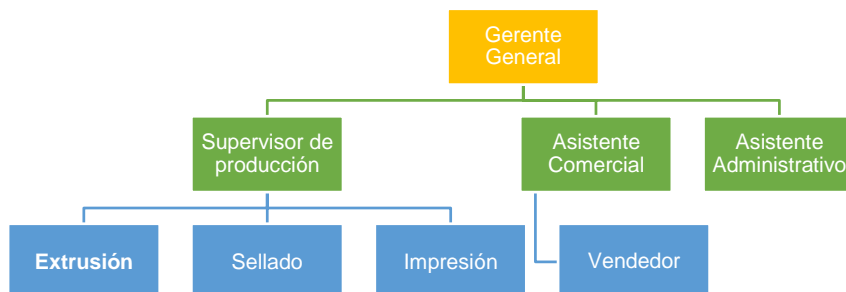 Gerente
General
Supervisor de
producción
Asistente
Comercial
Asistente
Administrativo
Extrusión
Sellado
Impresión
Vendedor